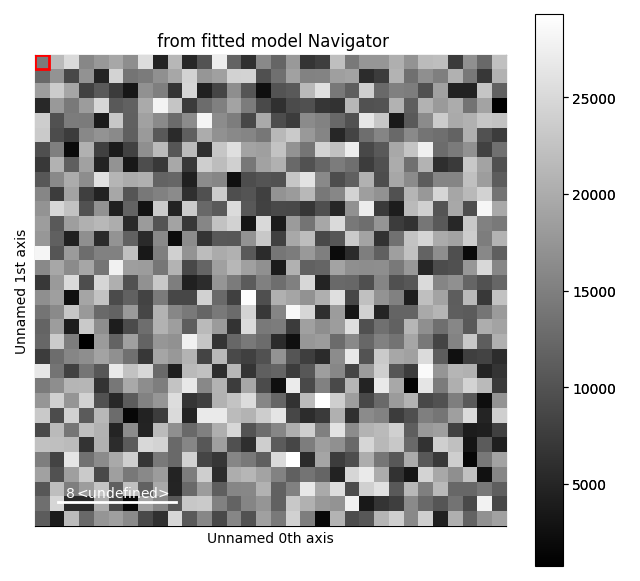 from fitted model Navigator
25000
20000
15000
10000
5000
Unnamed 1st axis
8 <undefined>
Unnamed 0th axis